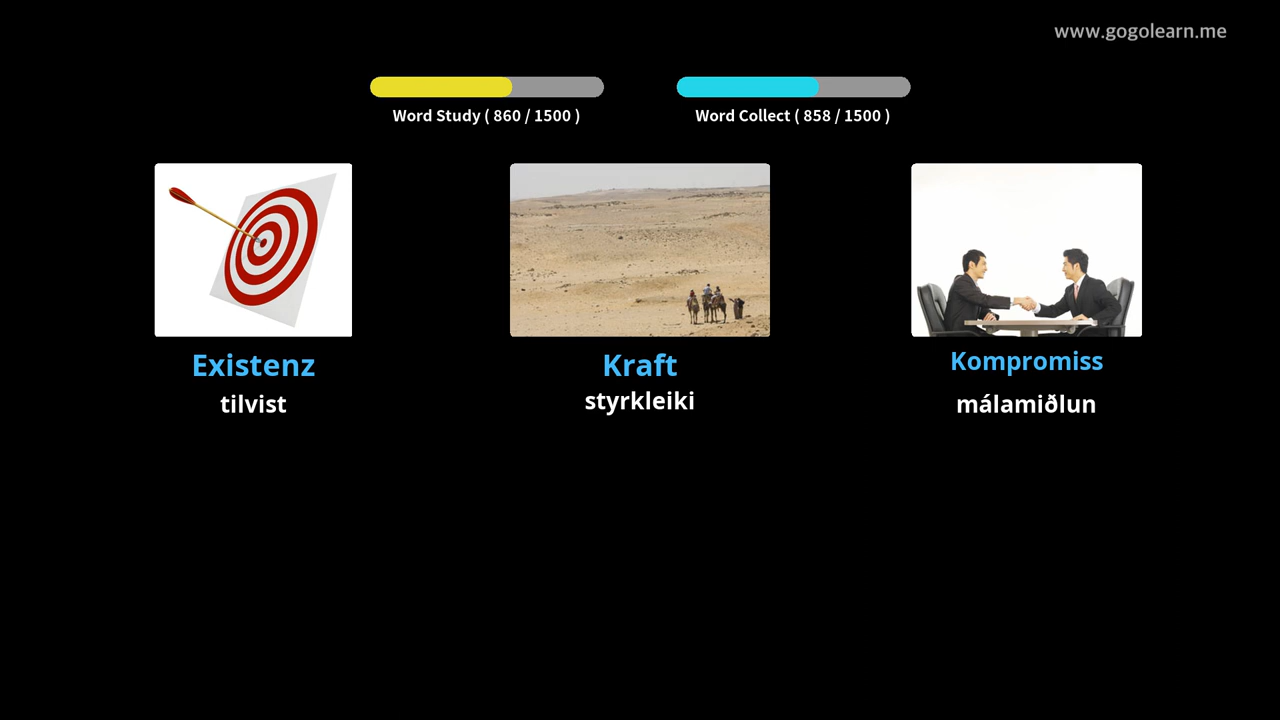 www.gogolearn.me
Word Study ( 860 / 1500 )
Word Collect ( 858 / 1500 )
Existenz
tilvist
Kraft
styrkleiki
Kompromiss
málamiðlun